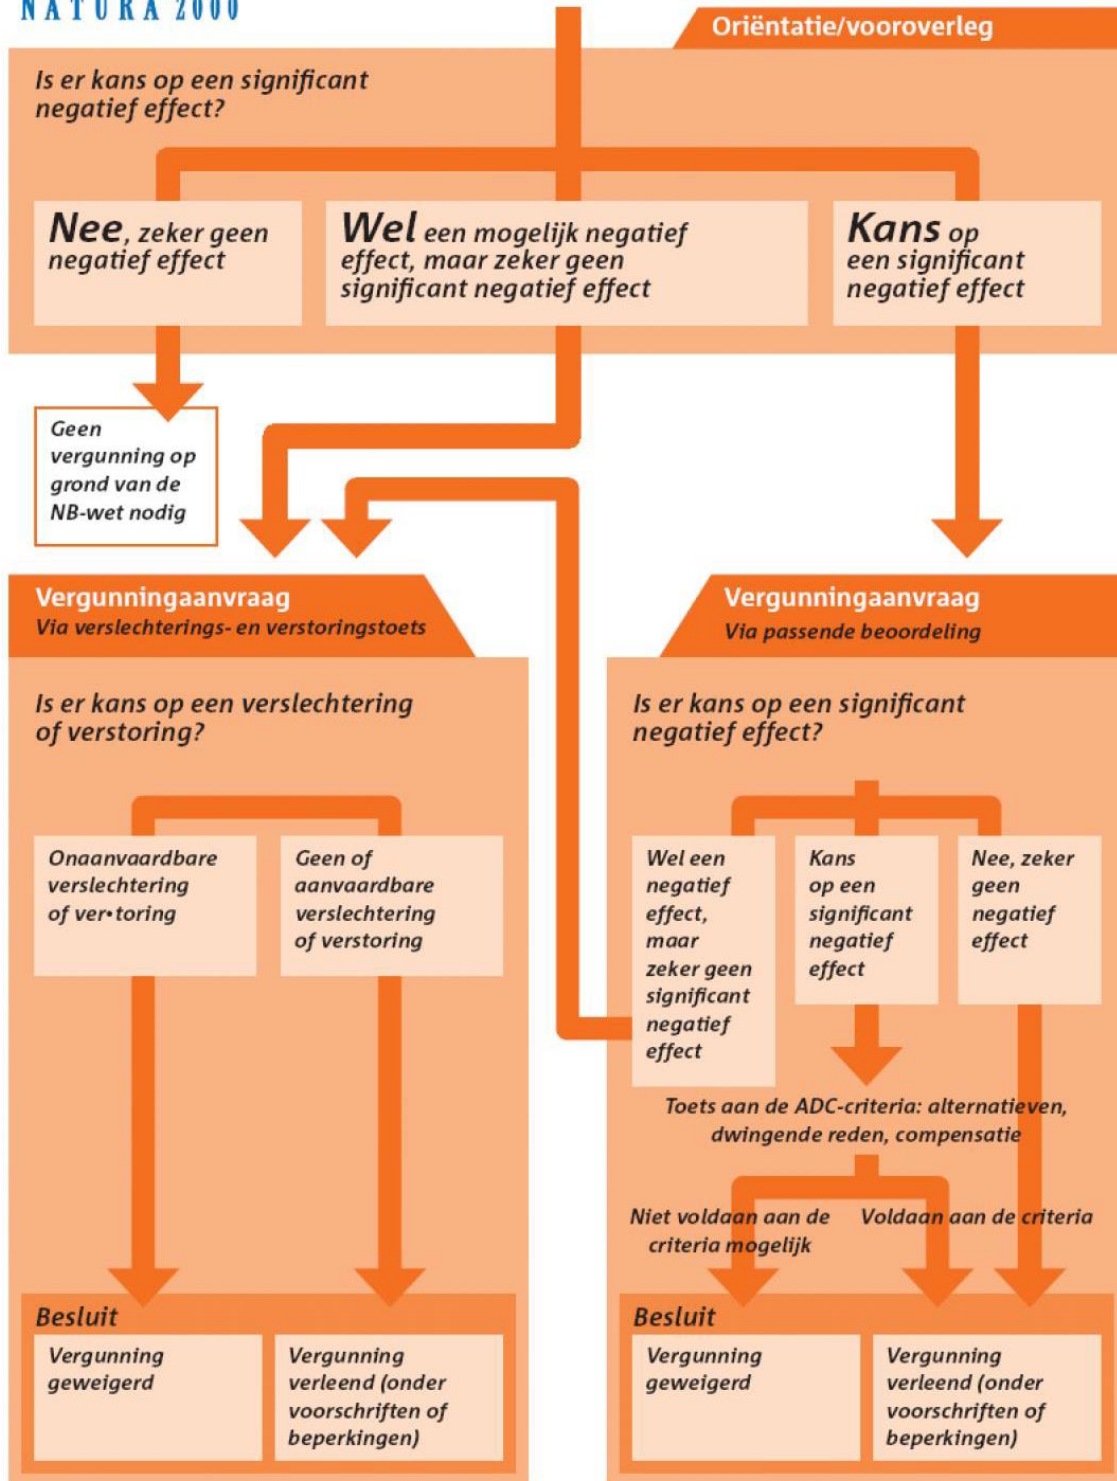 NATURA 2000
Oriëntatie/vooroverleg
Is er kans op een significant
negatief effect?
Nee, zeker geen
negatief effect
Wel een mogelijk negatief
effect, maar zeker geen
significant negatief effect
Kans op
een significant
negatief effect
Geen
vergunning op
grond van de
NB-wet nodig
Vergunningaanvraag
Via verslechterings- en verstoringstoets
Is er kans op een verslechtering
of verstoring?
Onaanvaardbare
verslechtering
of ver•toring
Geen of
aanvaardbare
verslechtering
of verstoring
Besluit
Vergunning
geweigerd
Vergunning
verleend (onder
voorschriften of
beperkingen)
Vergunningaanvraag
Via passende beoordeling
Is er kans op een significant
negatief effect?
Wel een
negatief
effect,
maar
zeker geen
significant
negatief
effect
Kans
op een
significant
negatief
effect
Nee, zeker
geen
negatief
effect
Toets aan de ADC-criteria: alternatieven,
dwingende reden, compensatie
Niet voldaan aan de
criteria mogelijk
Voldaan aan de criteria
Besluit
Vergunning
geweigerd
Vergunning
verleend (onder
voorschriften of
beperkingen)